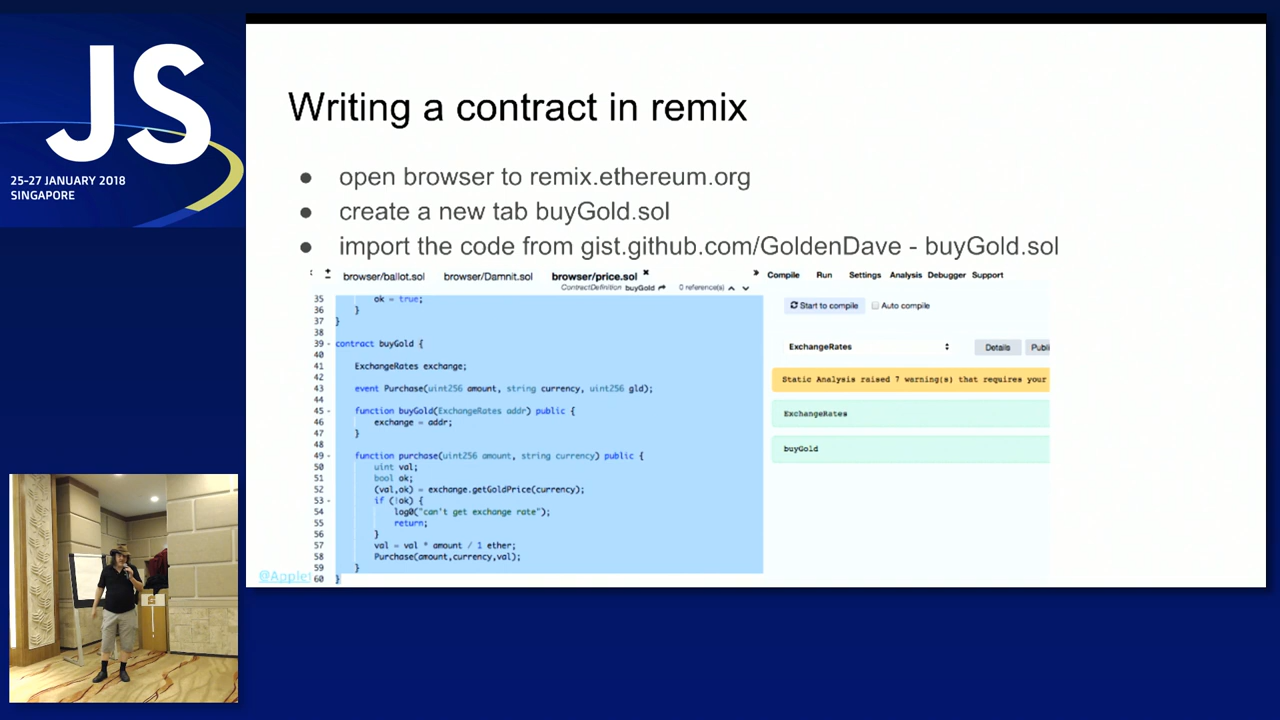 JS
25-27 JANUARY 2018
SINGAPORE
Writing a contract in remix
● open browser to remix.ethereum.org
● create a new tab buyGold.sol
● import the code from gist.github.com/GoldenDave - buyGold.sol
browser/ballot.sol browser/Damnit.sol browser/price.sol ✖ » Compile Run Settings Analysis Debugger Support
ContractDefinition buyGold 0 reference(s)
35 ok = true;
36 }
37 }
38
39 - contract buyGold {
40
41 ExchangeRates exchange;
42
43 event Purchase(uint256 amount, string currency, uint256 gld);
44
45 - function buyGold(ExchangeRates addr) public {
46 exchange = addr;
47 }
48
49 - function purchase(uint256 amount, string currency) public {
50 uint val;
51 bool ok;
52 (val,ok) = exchange.getGoldPrice(currency);
53 - if (!ok) {
54 log0("can't get exchange rate");
55 return;
56 }
57 val = val * amount / 1 ether;
58 Purchase(amount,currency,val);
59 }
60 }
Start to compile Auto compile
ExchangeRates Details Publi
Static Analysis raised 7 warning(s) that requires your
ExchangeRates
buyGold
@Apple